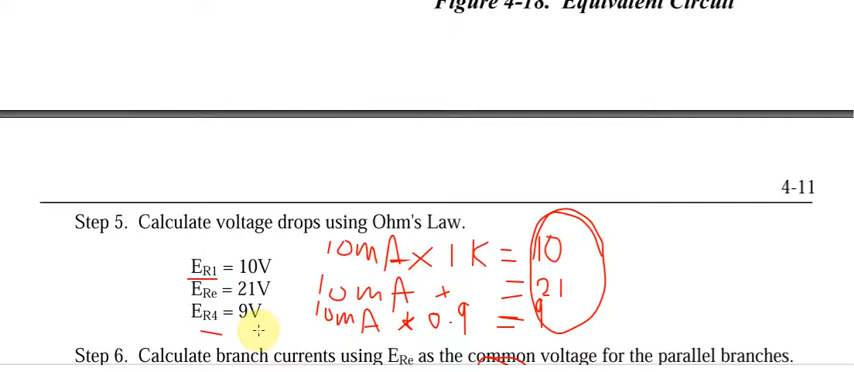 Figure 4-18. Equivalent Circuit
4-11
Step 5. Calculate voltage drops using Ohm's Law.
10mA × 1K = 10
ER1 = 10V
ERe = 21V
10mA × = 21
ER4 = 9V
10mA * 0.9 = 9
Step 6. Calculate branch currents using ERe as the common voltage for the parallel branches.